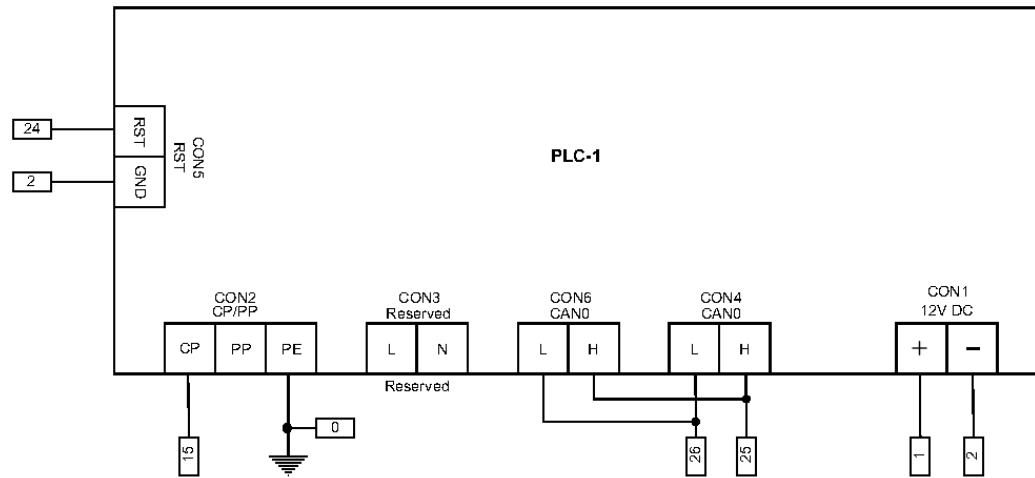 24
RST
CON5
RST
2
GND
PLC-1
CON2
CP/PP
CP PP PE
CON3
Reserved
L N
Reserved
CON6
CAN0
L H
CON4
CAN0
L H
CON1
12V DC
+ −
15
0
26
25
1
2